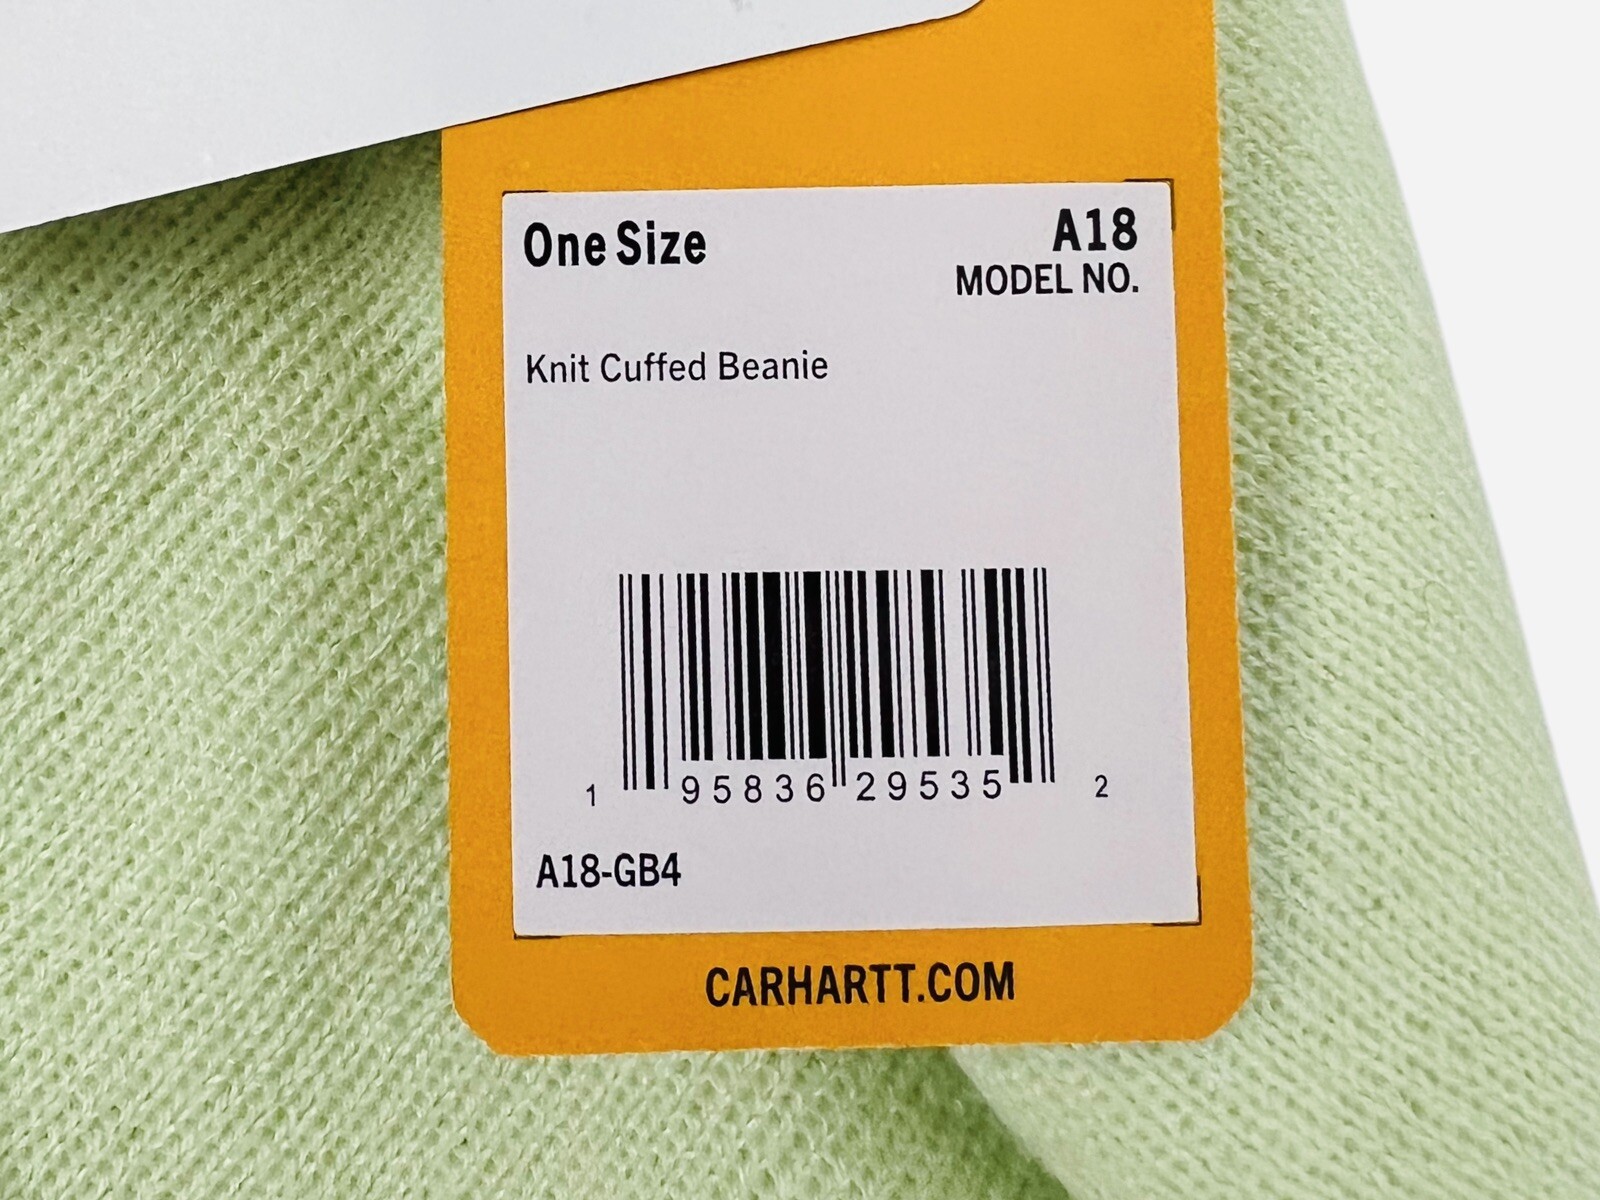 One Size
A18
MODEL NO.
Knit Cuffed Beanie
1 95836 29535 2
A18-GB4
CARHARTT.COM